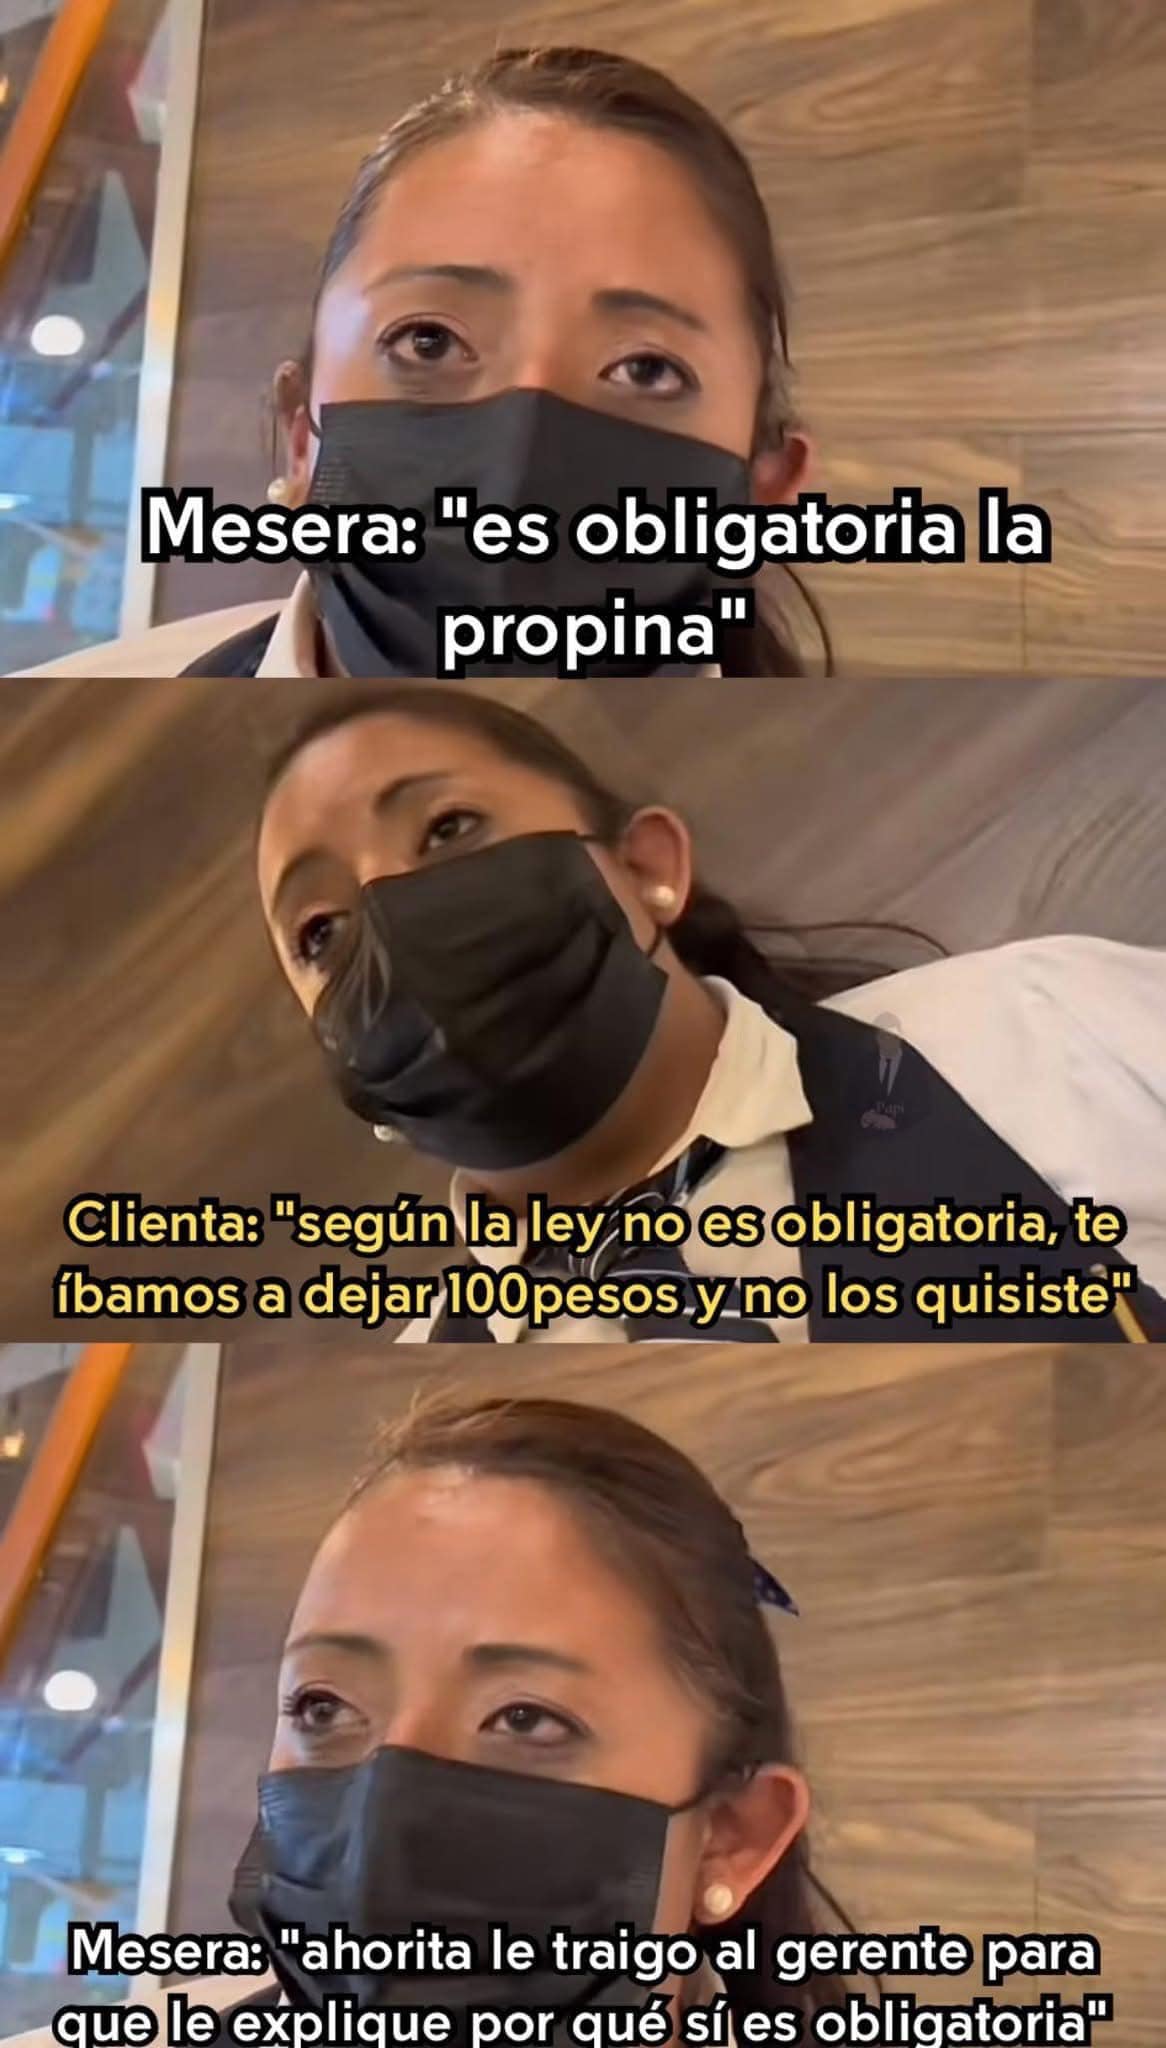 Mesera: "es obligatoria la
propina"
Papi
Clienta: "según la ley no es obligatoria, te
íbamos a dejar 100pesos y no los quisiste"
Mesera: "ahorita le traigo al gerente para
que le explique por qué sí es obligatoria"